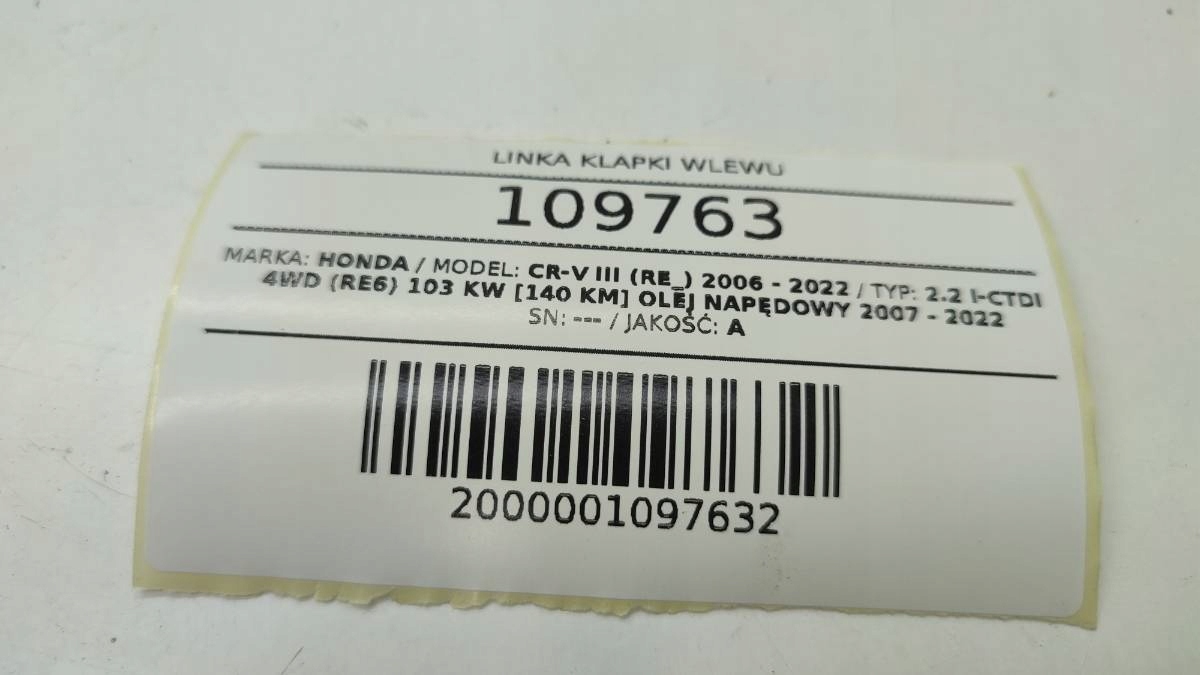 LINKA KLAPKI WLEWU
109763
MARKA: HONDA / MODEL: CR-V III (RE_) 2006 - 2022 / TYP: 2.2 I-CTDI
4WD (RE6) 103 KW [140 KM] OLEJ NAPĘDOWY 2007 - 2022
SN: --- / JAKOŚĆ: A
2000001097632